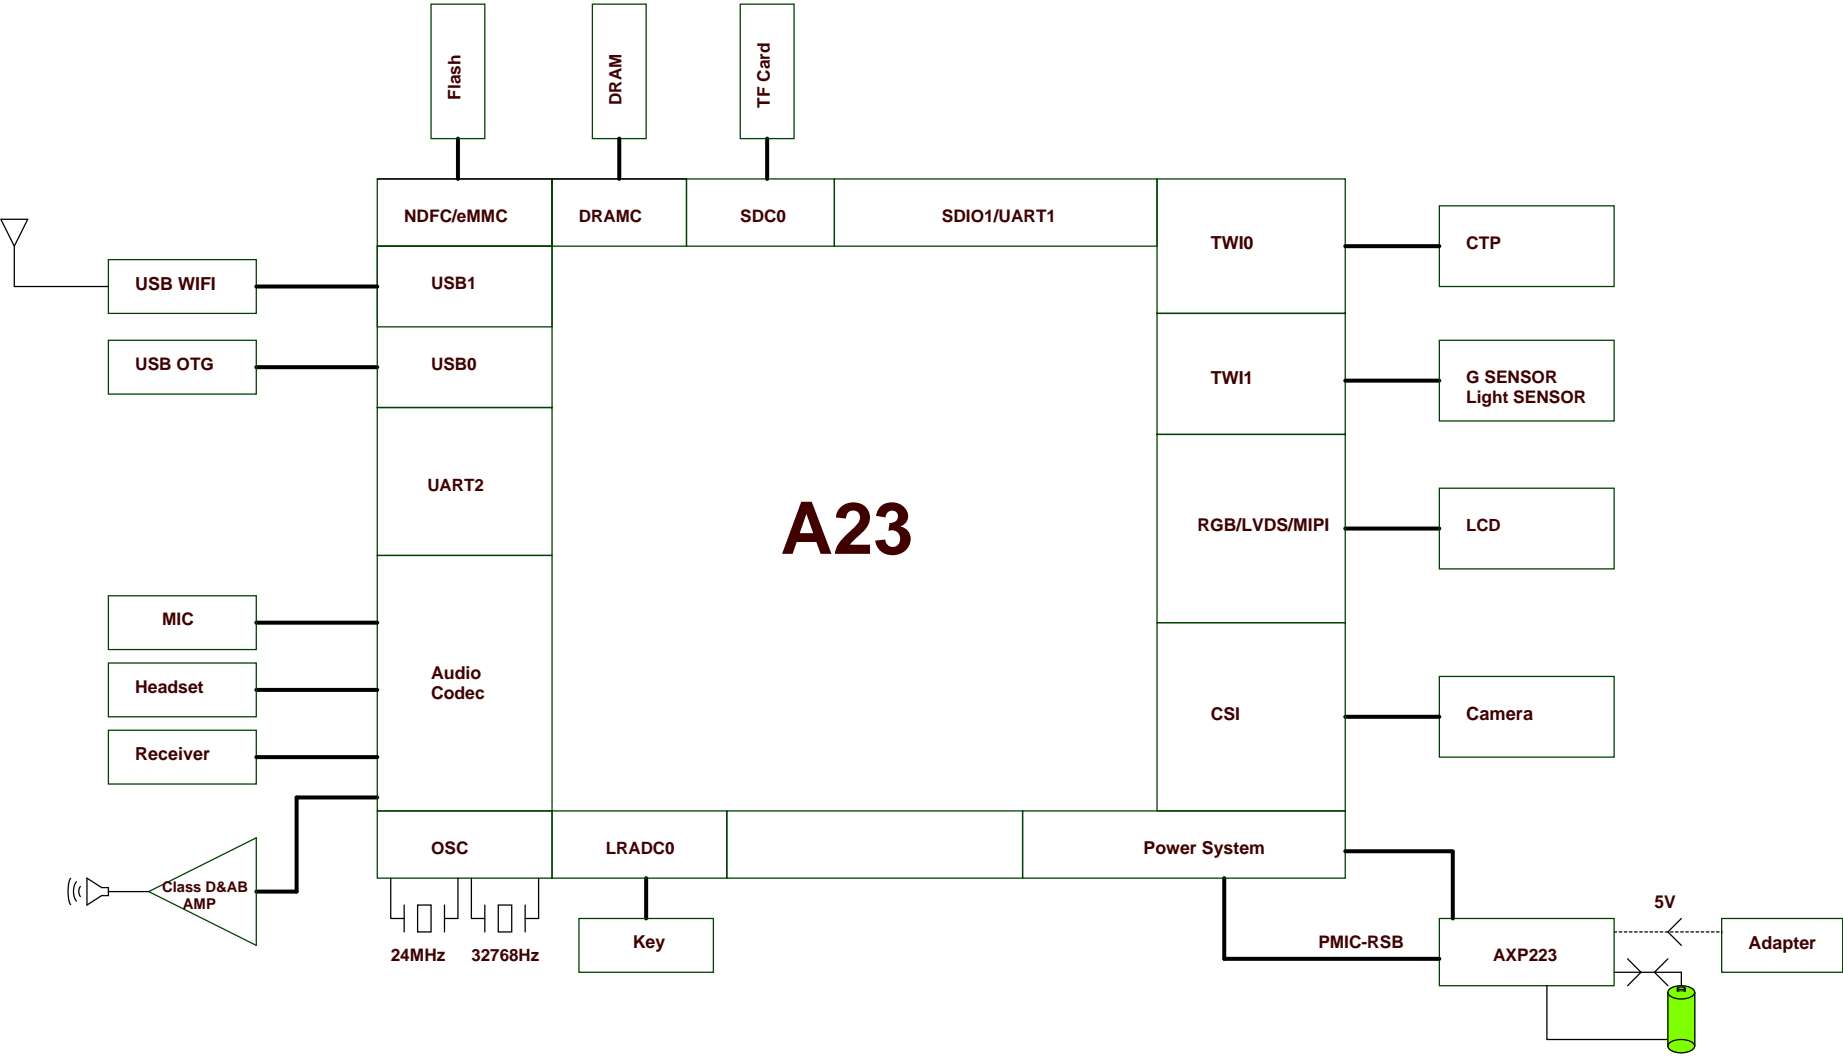 Flash
DRAM
TF Card
NDFC/eMMC
DRAMC
SDC0
SDIO1/UART1
TWI0
CTP
USB WIFI
USB1
USB OTG
USB0
TWI1
G SENSOR
Light SENSOR
UART2
A23
RGB/LVDS/MIPI
LCD
MIC
Audio
Codec
Headset
Receiver
CSI
Camera
OSC
LRADC0
Power System
Class D&AB
AMP
24MHz
32768Hz
Key
PMIC-RSB
AXP223
5V
Adapter